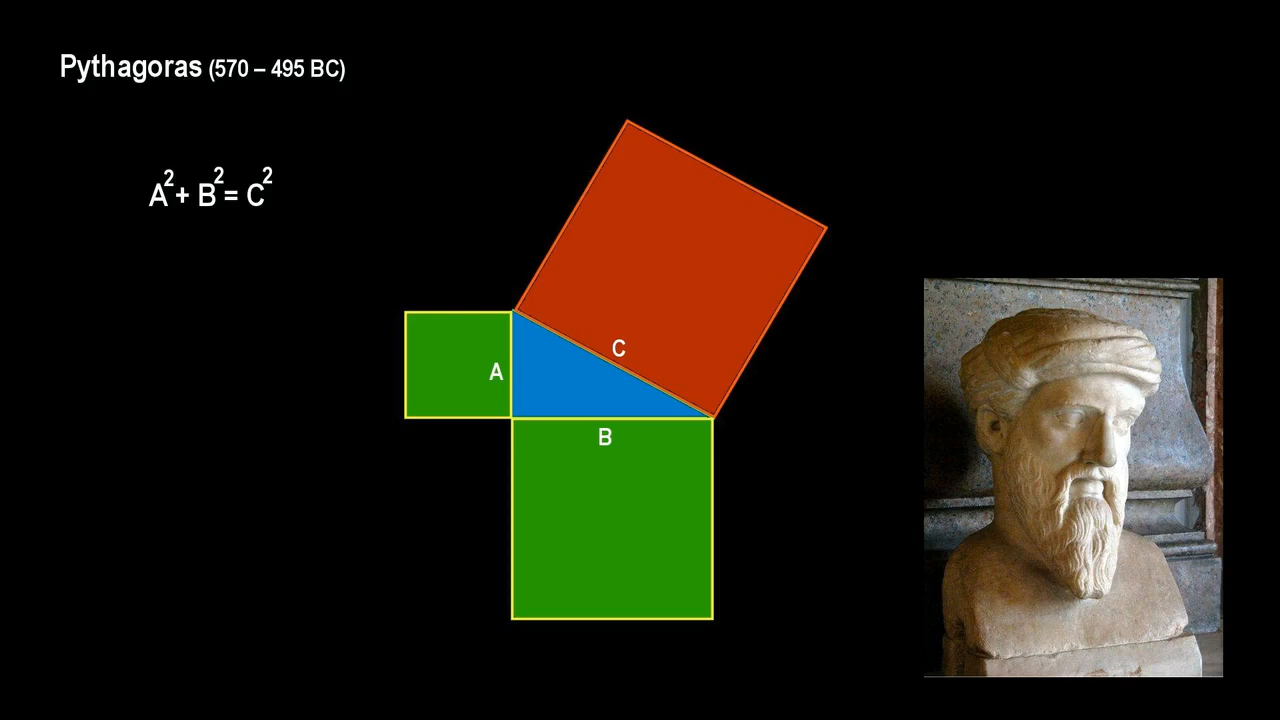 Pythagoras (570 – 495 BC)
A² + B² = C²
C
A
B